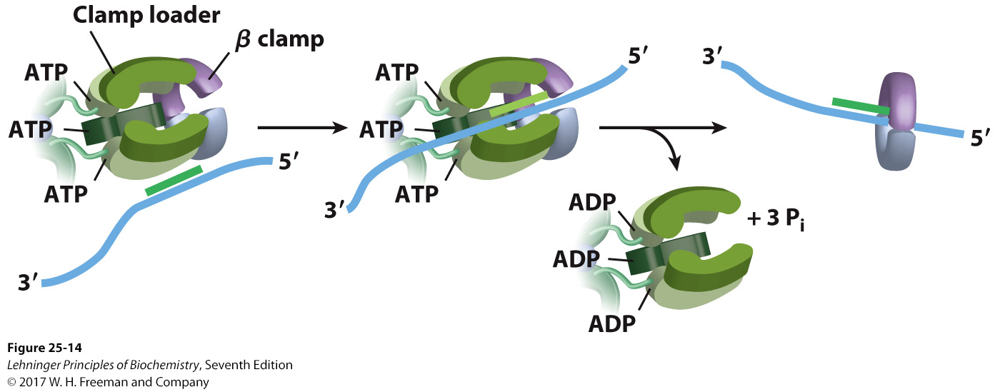 Clamp loader
β clamp
ATP
ATP
ATP
5′
3′
ATP
ATP
ATP
5′
3′
ADP
ADP
ADP
+ 3 Pi
3′
5′
Figure 25-14
Lehninger Principles of Biochemistry, Seventh Edition
© 2017 W. H. Freeman and Company